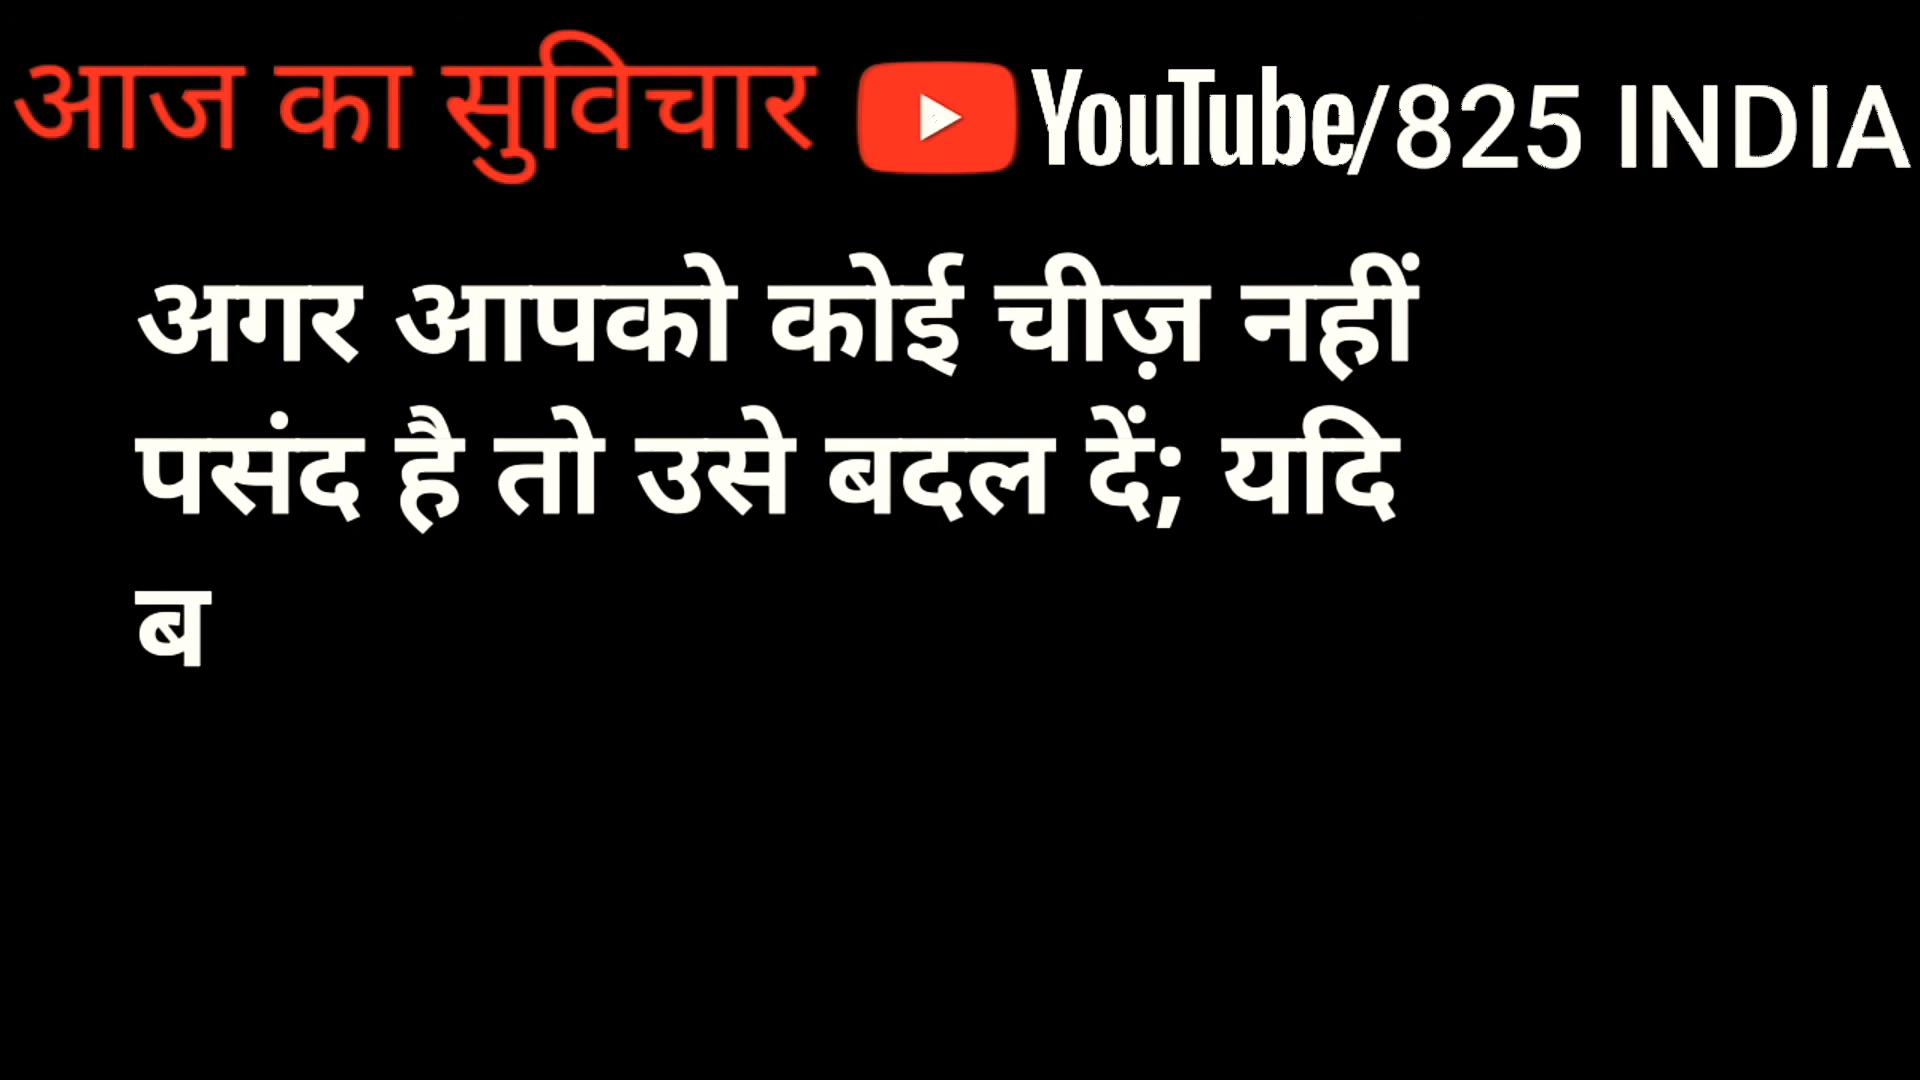 आज का सुविचार YouTube/825 INDIA
अगर आपको कोई चीज़ नहीं
पसंद है तो उसे बदल दें; यदि
ब